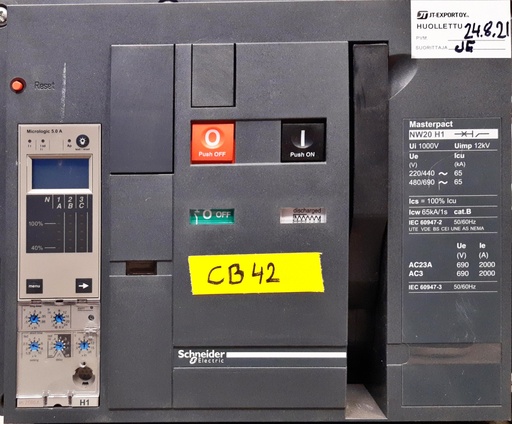 JT JT-EXPORT OY
HUOLLETTU
PVM 24.8.21
SUORITTAJA JE
Reset
Micrologic 5.0 A
N 1 2 3
A B C
100%
40%
menu
H1
Push OFF
Push ON
O OFF
discharged
CB42
Schneider
Electric
Masterpact
NW20 H1
Ui 1000V Uimp 12kV
Ue Icu
(V) (kA)
220/440 ~ 65
480/690 ~ 65
Ics = 100% Icu
Icw 65kA/1s cat.B
IEC 60947-2 50/60Hz
UTE VDE BS CEI UNE AS NEMA
Ue Ie
(V) (A)
AC23A 690 2000
AC3 690 2000
IEC 60947-3 50/60Hz